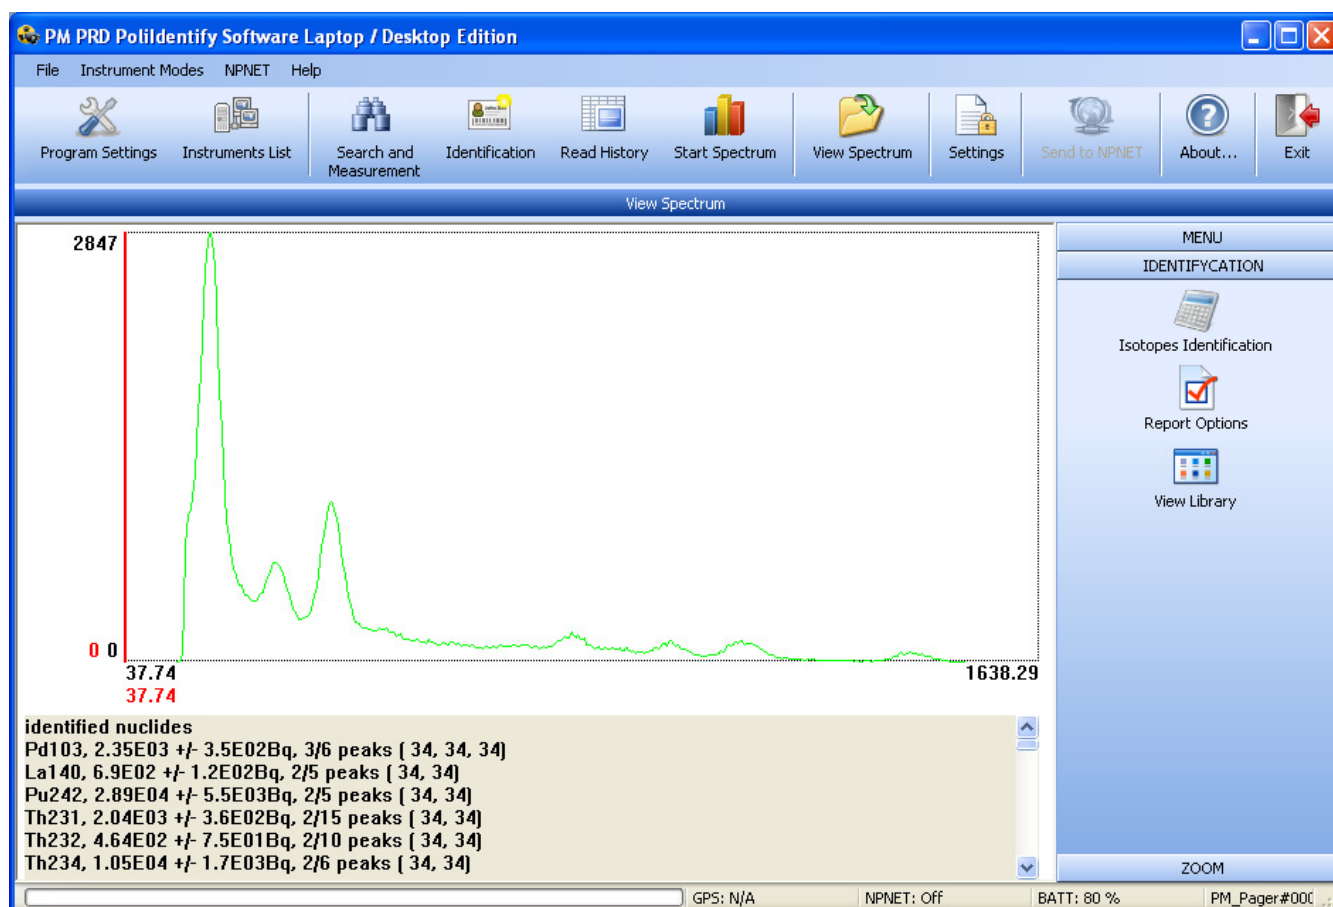 PM PRD PoliIdentify Software Laptop / Desktop Edition
File Instrument Modes NPNET Help
Program Settings Instruments List Search and Measurement Identification Read History Start Spectrum View Spectrum Settings Send to NPNET About... Exit
View Spectrum
2847
0 0
37.74 1638.29
37.74
MENU
IDENTIFYCATION
Isotopes Identification
Report Options
View Library
ZOOM
identified nuclides
Pd103, 2.35E03 +/- 3.5E02Bq, 3/6 peaks ( 34, 34, 34)
La140, 6.9E02 +/- 1.2E02Bq, 2/5 peaks ( 34, 34)
Pu242, 2.89E04 +/- 5.5E03Bq, 2/5 peaks ( 34, 34)
Th231, 2.04E03 +/- 3.6E02Bq, 2/15 peaks ( 34, 34)
Th232, 4.64E02 +/- 7.5E01Bq, 2/10 peaks ( 34, 34)
Th234, 1.05E04 +/- 1.7E03Bq, 2/6 peaks ( 34, 34)
GPS: N/A NPNET: Off BATT: 80 % PM_Pager#000